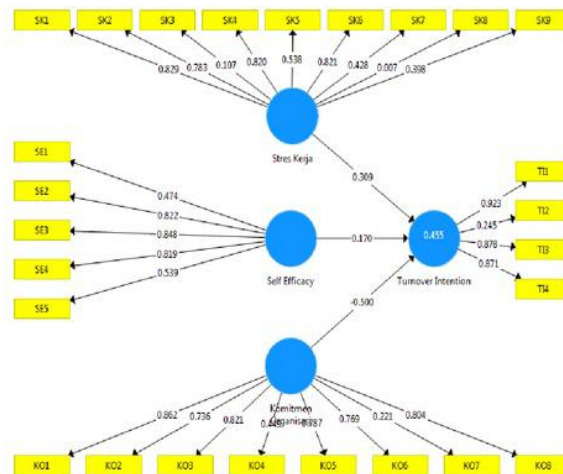 SK1 SK2 SK3 SK4 SK5 SK6 SK7 SK8 SK9
0.829 0.783 0.107 0.820 0.538 0.821 0.428 0.007 0.398
Stres Kerja
0.309
SE1
SE2
SE3
SE4
SE5
0.474
0.822
0.848
0.819
0.539
Self Efficacy
0.170
0.455
Turnover Intention
TI1
TI2
TI3
TI4
0.923
0.245
0.878
0.871
-0.500
Komitmen
0.862 0.736 0.821 0.769 0.221 0.804
KO1 KO2 KO3 KO4 KO5 KO6 KO7 KO8